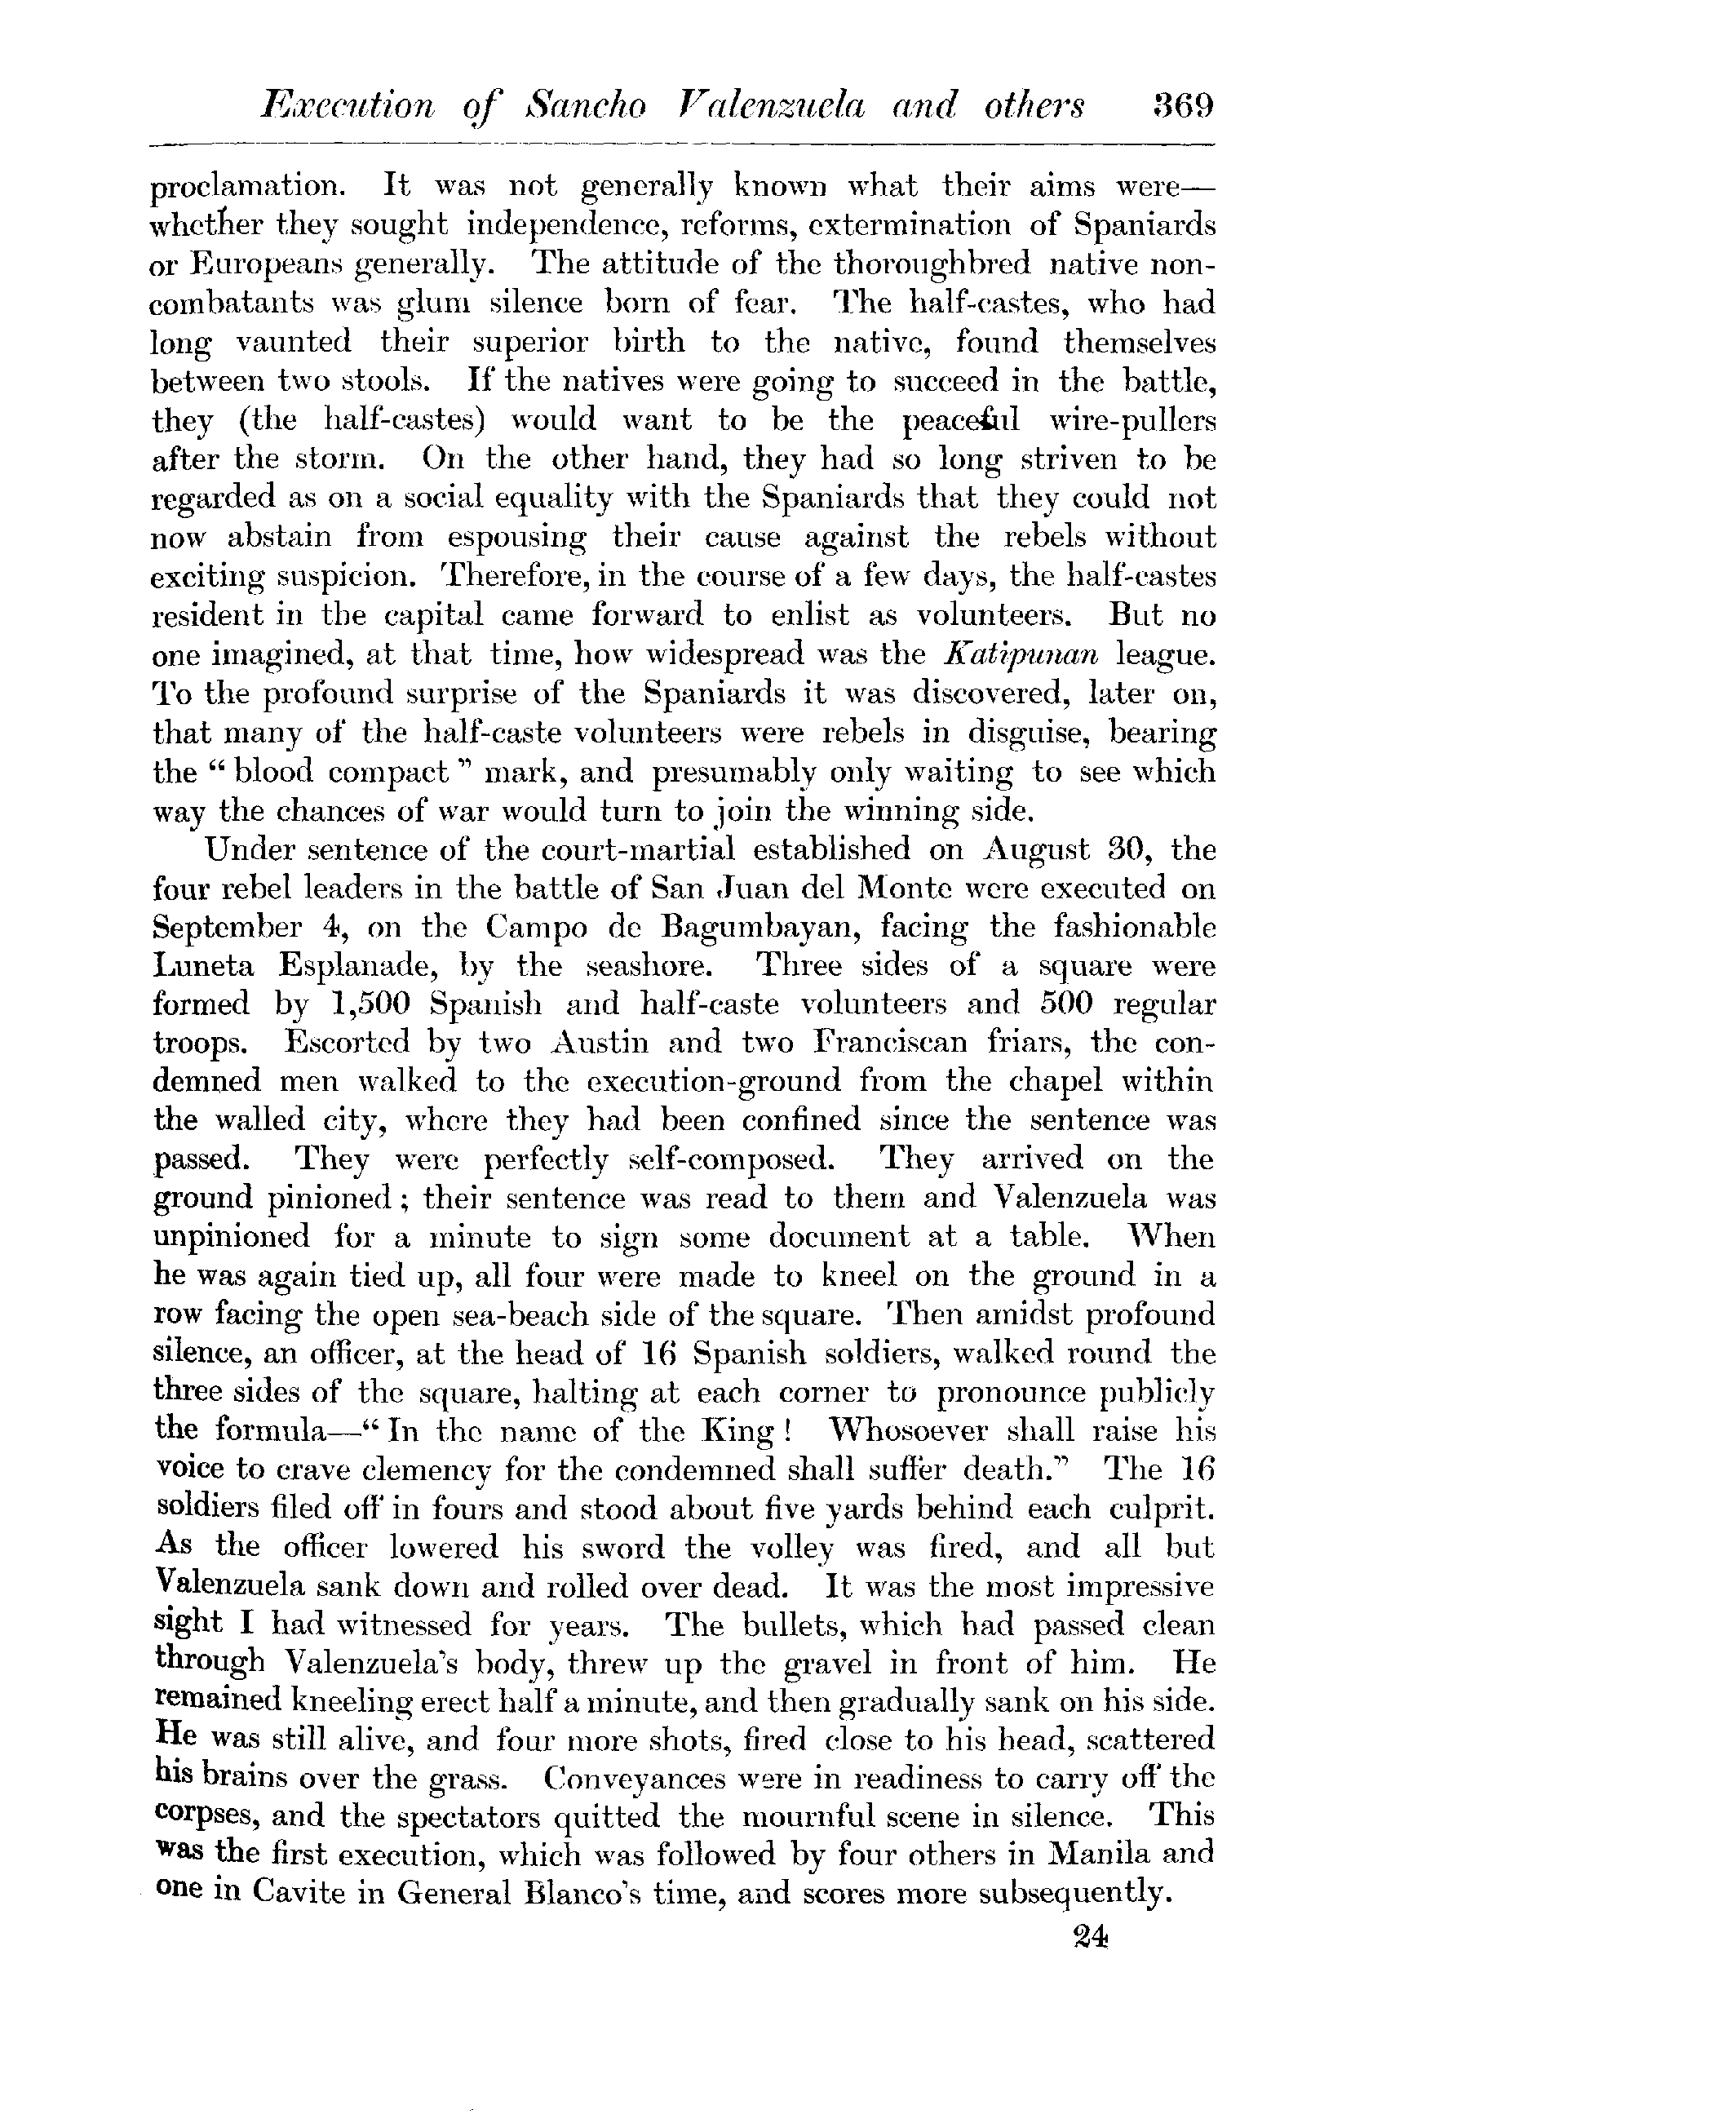 Execution of Sancho Valenzuela and others 369
proclamation. It was not generally known what their aims were—
whether they sought independence, reforms, extermination of Spaniards
or Europeans generally. The attitude of the thoroughbred native non-
combatants was glum silence born of fear. The half-castes, who had
long vaunted their superior birth to the native, found themselves
between two stools. If the natives were going to succeed in the battle,
they (the half-castes) would want to be the peaceful wire-pullers
after the storm. On the other hand, they had so long striven to be
regarded as on a social equality with the Spaniards that they could not
now abstain from espousing their cause against the rebels without
exciting suspicion. Therefore, in the course of a few days, the half-castes
resident in the capital came forward to enlist as volunteers. But no
one imagined, at that time, how widespread was the Katipunan league.
To the profound surprise of the Spaniards it was discovered, later on,
that many of the half-caste volunteers were rebels in disguise, bearing
the “blood compact” mark, and presumably only waiting to see which
way the chances of war would turn to join the winning side.
Under sentence of the court-martial established on August 30, the
four rebel leaders in the battle of San Juan del Monte were executed on
September 4, on the Campo de Bagumbayan, facing the fashionable
Luneta Esplanade, by the seashore. Three sides of a square were
formed by 1,500 Spanish and half-caste volunteers and 500 regular
troops. Escorted by two Austin and two Franciscan friars, the con-
demned men walked to the execution-ground from the chapel within
the walled city, where they had been confined since the sentence was
passed. They were perfectly self-composed. They arrived on the
ground pinioned; their sentence was read to them and Valenzuela was
unpinioned for a minute to sign some document at a table. When
he was again tied up, all four were made to kneel on the ground in a
row facing the open sea-beach side of the square. Then amidst profound
silence, an officer, at the head of 16 Spanish soldiers, walked round the
three sides of the square, halting at each corner to pronounce publicly
the formula—“In the name of the King! Whosoever shall raise his
voice to crave clemency for the condemned shall suffer death.” The 16
soldiers filed off in fours and stood about five yards behind each culprit.
As the officer lowered his sword the volley was fired, and all but
Valenzuela sank down and rolled over dead. It was the most impressive
sight I had witnessed for years. The bullets, which had passed clean
through Valenzuela’s body, threw up the gravel in front of him. He
remained kneeling erect half a minute, and then gradually sank on his side.
He was still alive, and four more shots, fired close to his head, scattered
his brains over the grass. Conveyances were in readiness to carry off the
corpses, and the spectators quitted the mournful scene in silence. This
was the first execution, which was followed by four others in Manila and
one in Cavite in General Blanco’s time, and scores more subsequently.
24